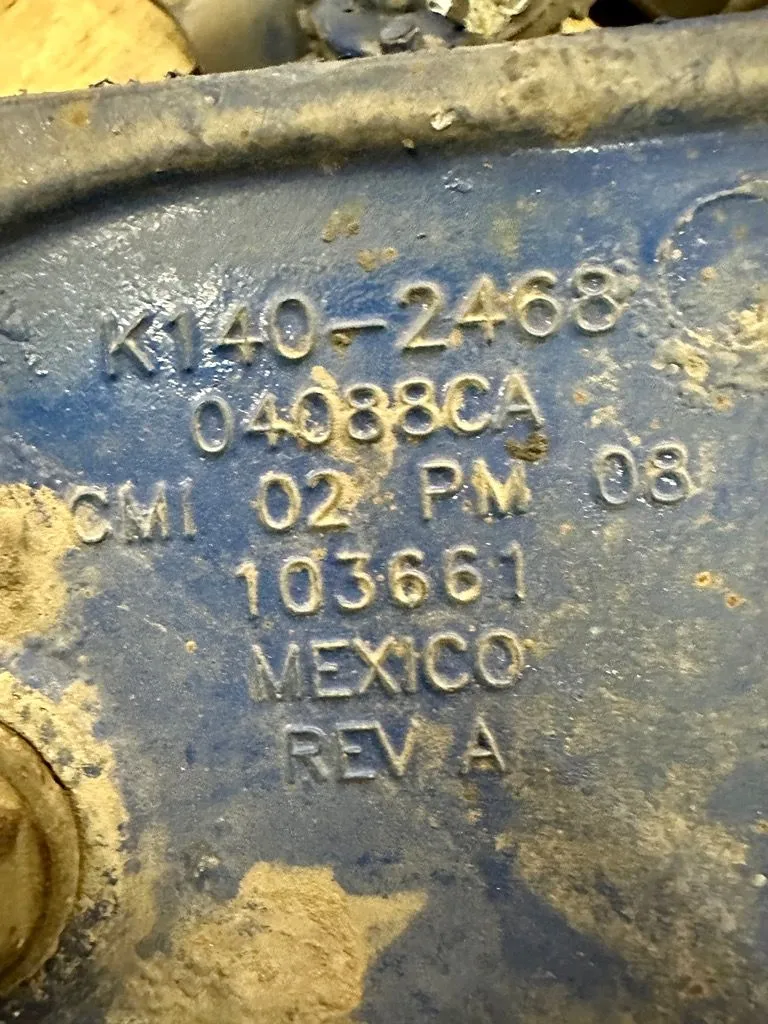 K140-2468
04088CA
CMI 02 PM 08
103661
MEXICO
REV A